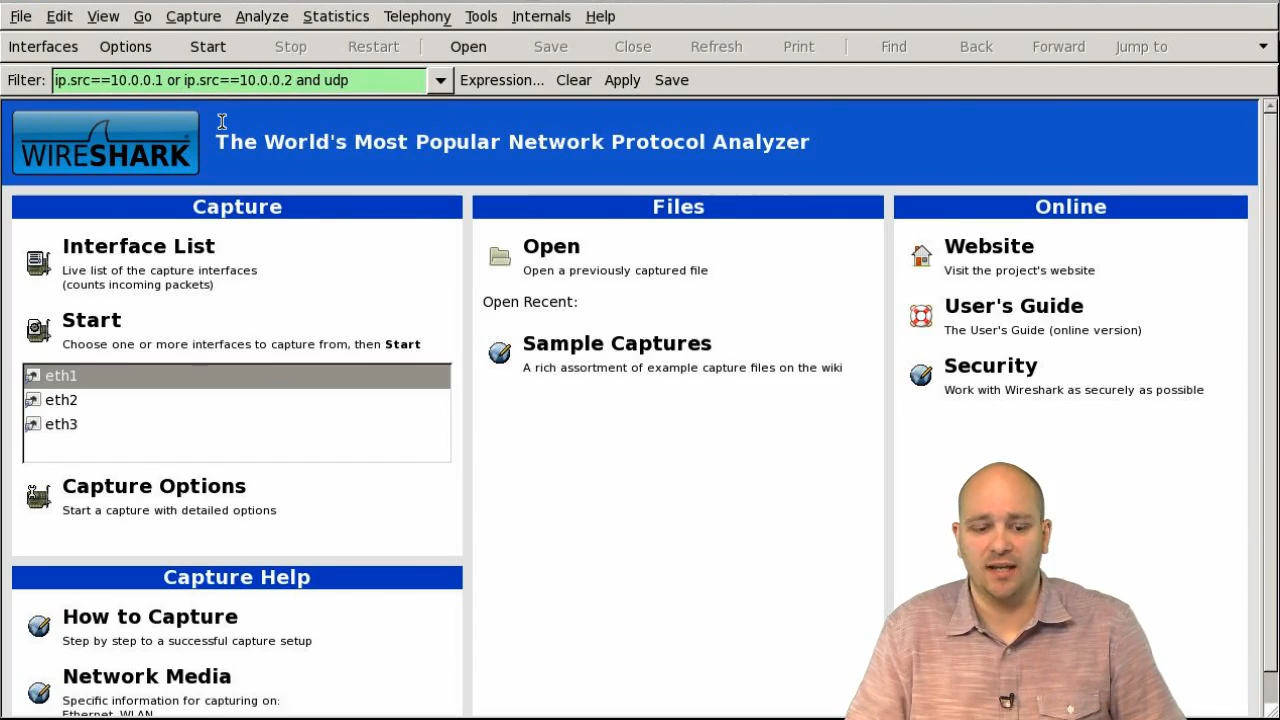 File Edit View Go Capture Analyze Statistics Telephony Tools Internals Help
Interfaces Options Start Stop Restart Open Save Close Refresh Print Find Back Forward Jump to
Filter: ip.src==10.0.0.1 or ip.src==10.0.0.2 and udp Expression... Clear Apply Save
WIRESHARK
The World's Most Popular Network Protocol Analyzer
Capture
Interface List
Live list of the capture interfaces
(counts incoming packets)
Start
Choose one or more interfaces to capture from, then Start
eth1
eth2
eth3
Capture Options
Start a capture with detailed options
Capture Help
How to Capture
Step by step to a successful capture setup
Network Media
Specific information for capturing on:
Ethernet, WLAN,
Files
Open
Open a previously captured file
Open Recent:
Sample Captures
A rich assortment of example capture files on the wiki
Online
Website
Visit the project's website
User's Guide
The User's Guide (online version)
Security
Work with Wireshark as securely as possible